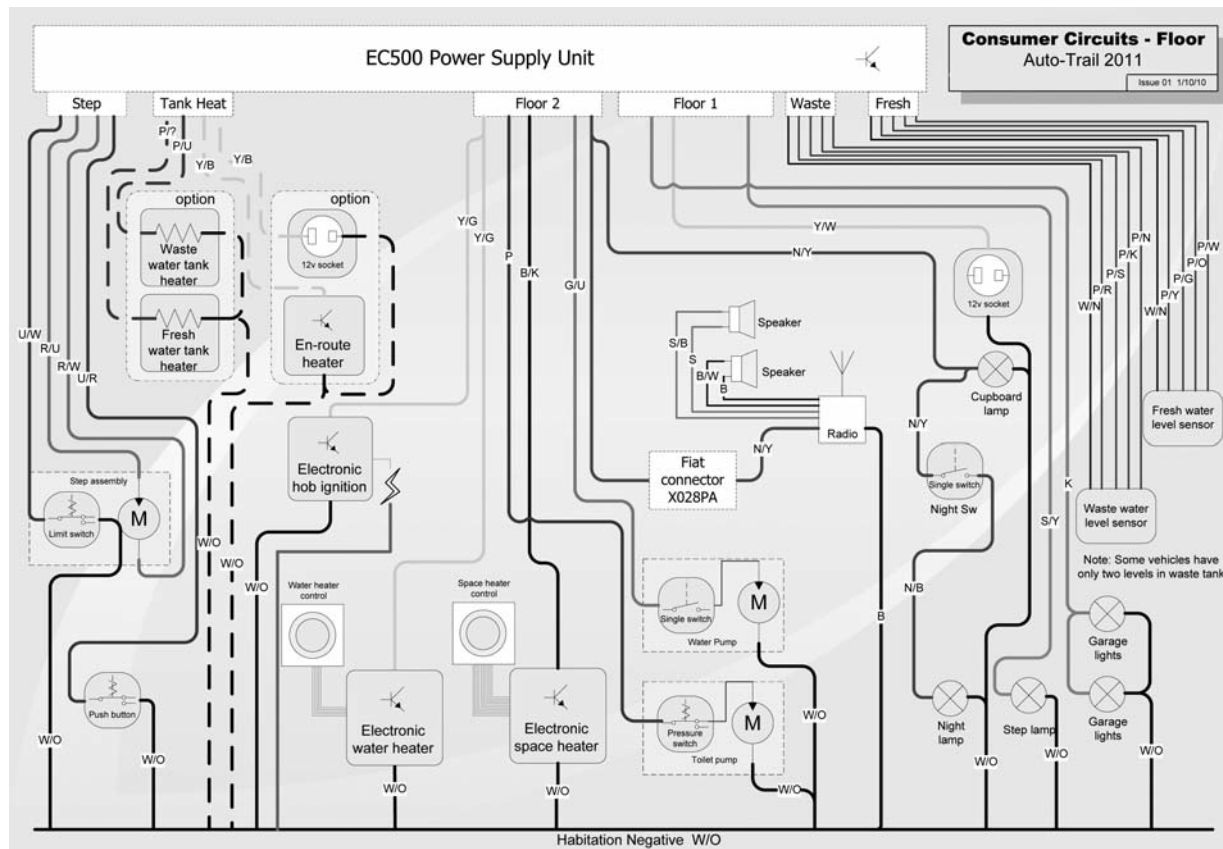 EC500 Power Supply Unit
Consumer Circuits - Floor
Auto-Trail 2011
Issue 01 1/10/10
Step
Tank Heat
Floor 2
Floor 1
Waste
Fresh
P/?
P/U
Y/B
Y/B
option
option
Waste
water tank
heater
Fresh
water tank
heater
12v socket
En-route
heater
U/W
R/U
R/W
U/R
Y/G
Y/G
P
B/K
G/U
N/Y
Y/W
12v socket
S/B
S
B/W
B
Speaker
Speaker
Radio
N/Y
Fiat
connector
X028PA
Cupboard
lamp
N/Y
Single switch
Night Sw
N/B
W/N
P/R
P/S
P/K
P/N
W/N
P/Y
P/G
P/O
P/W
Fresh water
level sensor
Waste water
level sensor
Note: Some vehicles have
only two levels in waste tank
K
S/Y
Step assembly
Limit switch
M
Electronic
hob ignition
W/O
W/O
W/O
Water heater
control
Space heater
control
Single switch
M
Water Pump
B
Garage
lights
Garage
lights
Push button
Electronic
water heater
Electronic
space heater
Pressure
switch
M
Toilet pump
W/O
Night
lamp
Step lamp
W/O
W/O
W/O
W/O
W/O
W/O
W/O
W/O
W/O
Habitation Negative W/O